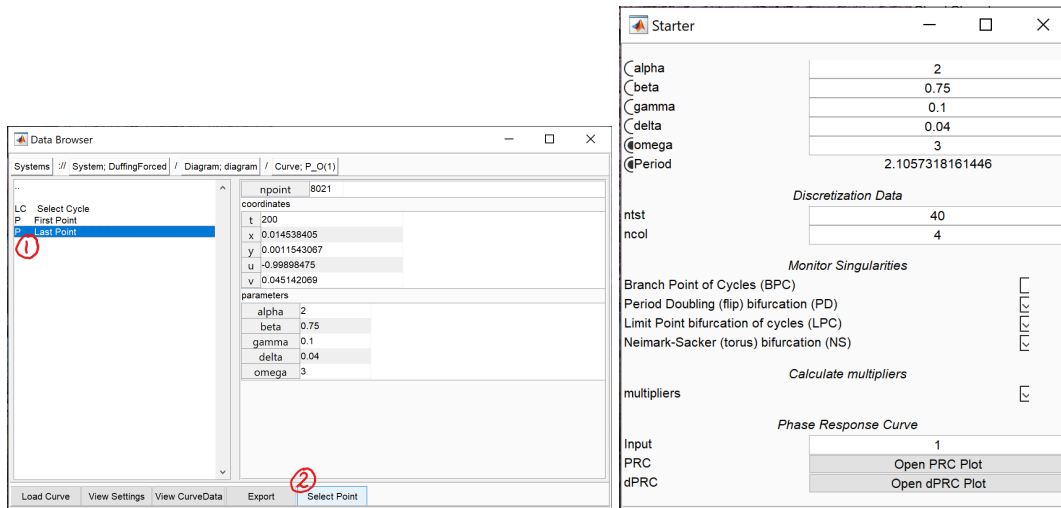 Data Browser
Systems :// System; DuffingForced / Diagram; diagram / Curve; P_O(1)
..
LC Select Cycle
P First Point
P Last Point
①
npoint 8021
coordinates
t 200
x 0.014538405
y 0.0011543067
u -0.99898475
v 0.045142069
parameters
alpha 2
beta 0.75
gamma 0.1
delta 0.04
omega 3
②
Load Curve View Settings View CurveData Export Select Point
Starter
alpha 2
beta 0.75
gamma 0.1
delta 0.04
omega 3
Period 2.1057318161446
Discretization Data
ntst 40
ncol 4
Monitor Singularities
Branch Point of Cycles (BPC)
Period Doubling (flip) bifurcation (PD)
Limit Point bifurcation of cycles (LPC)
Neimark-Sacker (torus) bifurcation (NS)
Calculate multipliers
multipliers
Phase Response Curve
Input 1
PRC Open PRC Plot
dPRC Open dPRC Plot